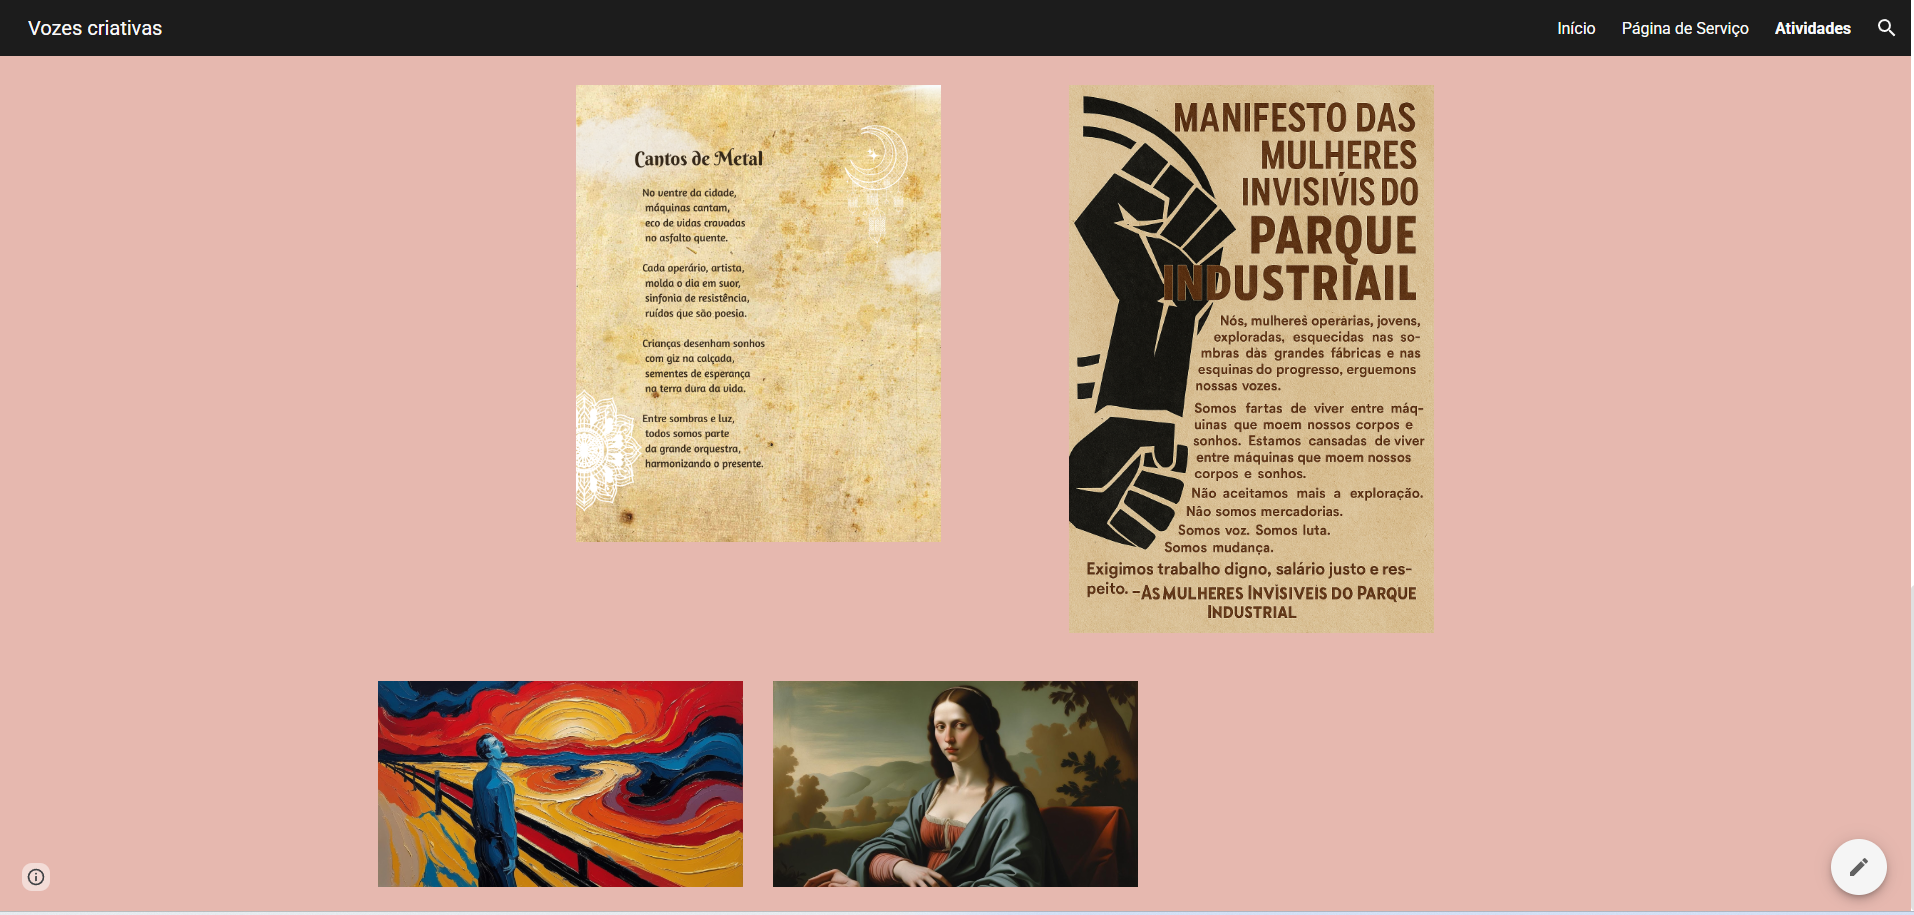 Vozes criativas
Início
Página de Serviço
Atividades
Cantos de Metal
No ventre da cidade,
máquinas cantam,
eco de vidas cravadas
no asfalto quente.
Cada aperário, artista,
molda o dia em suor,
sinfonia de resistência,
ruídos que são poesia.
Crianças desenham sonhos
com giz na calçada,
sementes de esperança
na terra dura da vida.
Entre sombras e luz,
todos somos parte
da grande orquestra,
harmonizando o presente.
MANIFESTO DAS
MULHERES
INVISIV́IS DO
PARQUE
INDUSTRIAIL
Nós, mulheres operárias, jovens,
exploradas, esquecidas nas so-
mbras dàs grandes fábricas e nas
esquinas do progresso, erguemons
nossas vozes.
Somos fartas de viver entre máq-
uinas que moem nossos corpos e
sonhos. Estamos cansadas de viver
entre máquinas que moem nossos
corpos e sonhos.
Não aceitamos mais a exploração.
Nâo somos mercadorias.
Somos voz. Somos luta.
Somos mudança.
Exigimos trabalho digno, salário justo e res-
peito. –AS MULHERES INVISIVEIS DO PARQUE
INDUSTRIAL